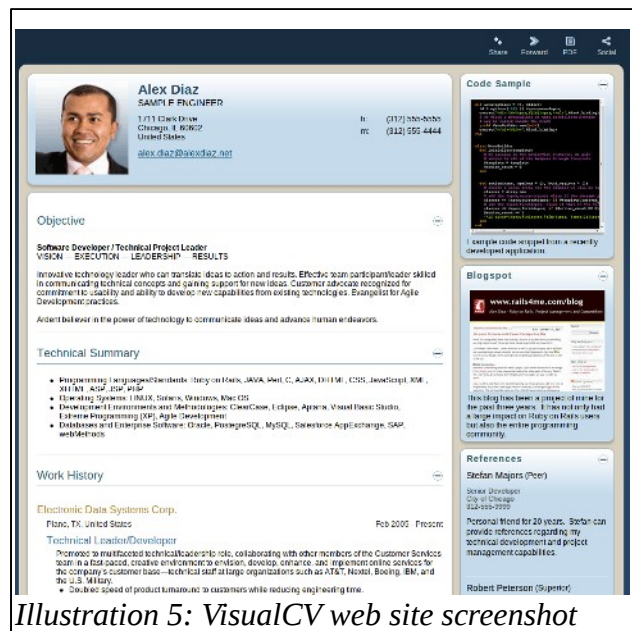 Share Forward PDF Social
Alex Diaz
SAMPLE ENGINEER
1711 Clark Drive
Chicago, IL 60602
United States
h: (312) 555-5555
m: (312) 555-4444
alex.diaz@alexdiaz.net
Objective
Software Developer / Technical Project Leader
VISION — EXECUTION — LEADERSHIP — RESULTS
Innovative technology leader who can translate ideas to action and results. Effective team participant/leader skilled
in communicating technical concepts and gaining support for new ideas. Customer advocate recognized for
commitment to usability and ability to develop new capabilities from existing technologies. Evangelist for Agile
Development practices.
Ardent believer in the power of technology to communicate ideas and advance human endeavors.
Technical Summary
• Programming Languages/Standards: Ruby on Rails, JAVA, Perl, C, AJAX, DHTML, CSS, JavaScript, XML,
XHTML, ASP, JSP, PHP
• Operating Systems: LINUX, Solaris, Windows, Mac OS
• Development Environments and Methodologies: ClearCase, Eclipse, Aptana, Visual Basic Studio,
Extreme Programming (XP), Agile Development
• Databases and Enterprise Software: Oracle, PostgreSQL, MySQL, Salesforce AppExchange, SAP,
webMethods
Work History
Electronic Data Systems Corp.
Plano, TX, United States
Feb 2005 - Present
Technical Leader/Developer
Promoted to multifaceted technical/leadership role, collaborating with other members of the Customer Services
team in a fast-paced, creative environment to envision, develop, enhance, and implement online services for
the company's customer base—technical staff at large organizations such as AT&T, Nextel, Boeing, IBM, and
the U.S. Military.
• Doubled speed of product turnaround to customers while reducing engineering time.
Code Sample
Example code snipped from a recently
developed application.
Blogspot
www.rails4me.com/blog
This blog has been a project of mine for
the past three years. It has not only had
a large impact on Ruby on Rails users
but also the entire programming
community.
References
Stefan Majors (Peer)
Senior Developer
City of Chicago
312-555-9999
Personal friend for 20 years. Stefan can
provide references regarding my
technical development and project
management capabilities.
Robert Peterson (Superior)
Illustration 5: VisualCV web site screenshot